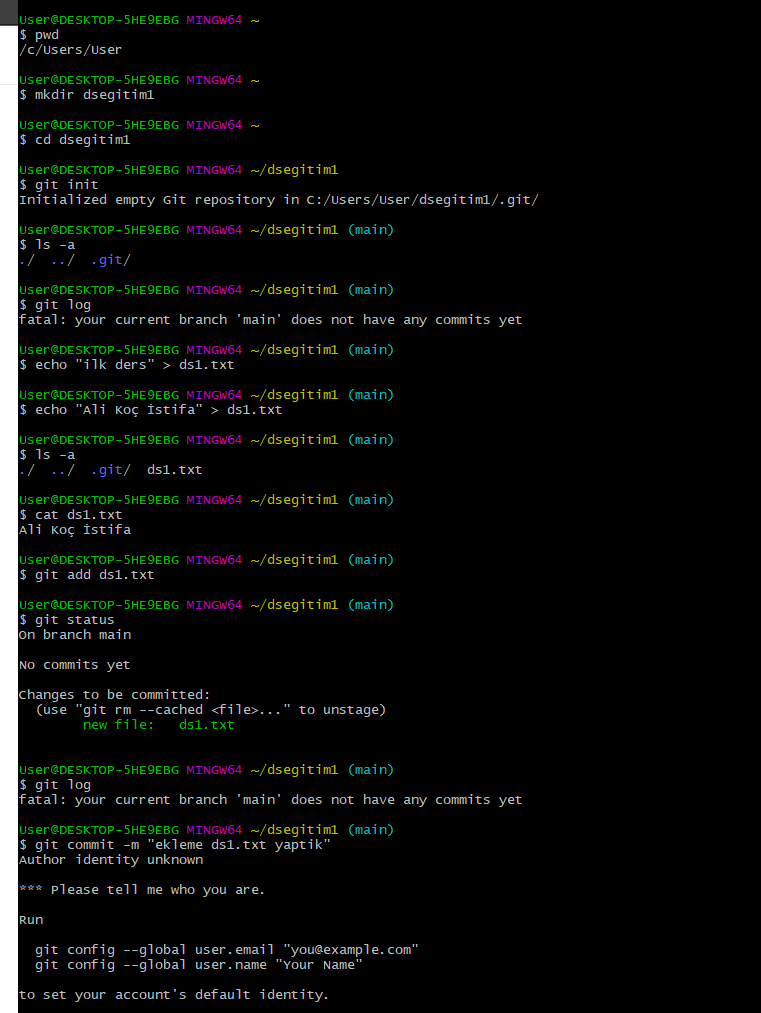 User@DESKTOP-5HE9EBG MINGW64 ~
$ pwd
/c/Users/User
User@DESKTOP-5HE9EBG MINGW64 ~
$ mkdir dsegitim1
User@DESKTOP-5HE9EBG MINGW64 ~
$ cd dsegitim1
User@DESKTOP-5HE9EBG MINGW64 ~/dsegitim1
$ git init
Initialized empty Git repository in C:/Users/User/dsegitim1/.git/
User@DESKTOP-5HE9EBG MINGW64 ~/dsegitim1 (main)
$ ls -a
./  ../  .git/
User@DESKTOP-5HE9EBG MINGW64 ~/dsegitim1 (main)
$ git log
fatal: your current branch 'main' does not have any commits yet
User@DESKTOP-5HE9EBG MINGW64 ~/dsegitim1 (main)
$ echo "ilk ders" > ds1.txt
User@DESKTOP-5HE9EBG MINGW64 ~/dsegitim1 (main)
$ echo "Ali Koç İstifa" > ds1.txt
User@DESKTOP-5HE9EBG MINGW64 ~/dsegitim1 (main)
$ ls -a
./  ../  .git/  ds1.txt
User@DESKTOP-5HE9EBG MINGW64 ~/dsegitim1 (main)
$ cat ds1.txt
Ali Koç İstifa
User@DESKTOP-5HE9EBG MINGW64 ~/dsegitim1 (main)
$ git add ds1.txt
User@DESKTOP-5HE9EBG MINGW64 ~/dsegitim1 (main)
$ git status
On branch main
No commits yet
Changes to be committed:
  (use "git rm --cached <file>..." to unstage)
        new file:   ds1.txt
User@DESKTOP-5HE9EBG MINGW64 ~/dsegitim1 (main)
$ git log
fatal: your current branch 'main' does not have any commits yet
User@DESKTOP-5HE9EBG MINGW64 ~/dsegitim1 (main)
$ git commit -m "ekleme ds1.txt yaptik"
Author identity unknown
*** Please tell me who you are.
Run
  git config --global user.email "you@example.com"
  git config --global user.name "Your Name"
to set your account's default identity.